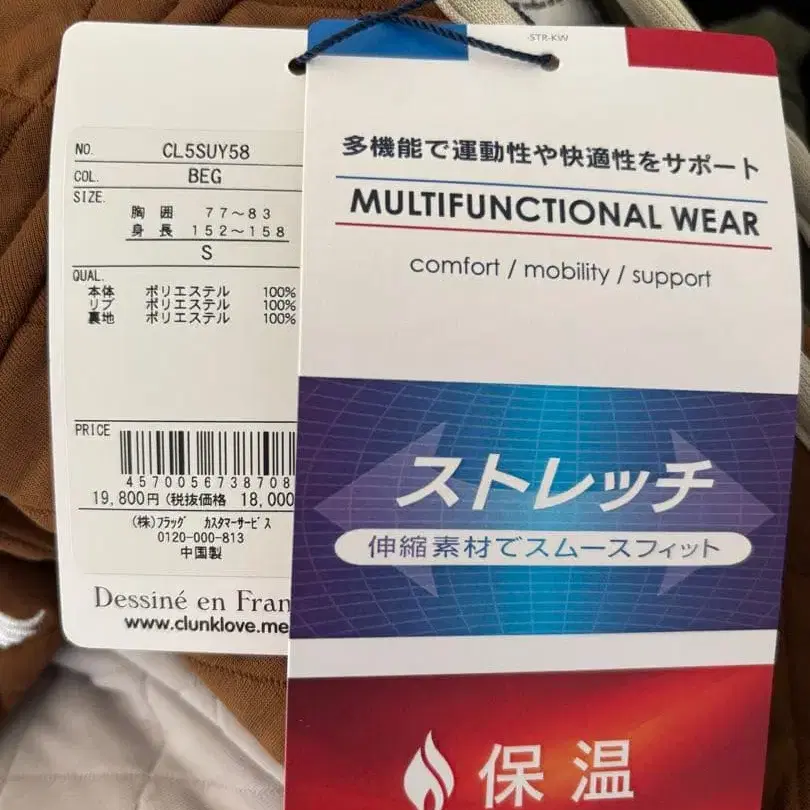 NO. CL5SUY58
COL. BEG
SIZE.
胸囲 77～83
身長 152～158
S
QUAL.
本体 ポリエステル 100%
リブ ポリエステル 100%
裏地 ポリエステル 100%
PRICE
457005673870
19,800円(税抜価格 18,000
(株)フラッグ カスタマーサービス
0120-000-813
中国製
Dessiné en Fran
www.clunklove.me
-STR-KW
多機能で運動性や快適性をサポート
MULTIFUNCTIONAL WEAR
comfort / mobility / support
ストレッチ
伸縮素材でスムースフィット
保温